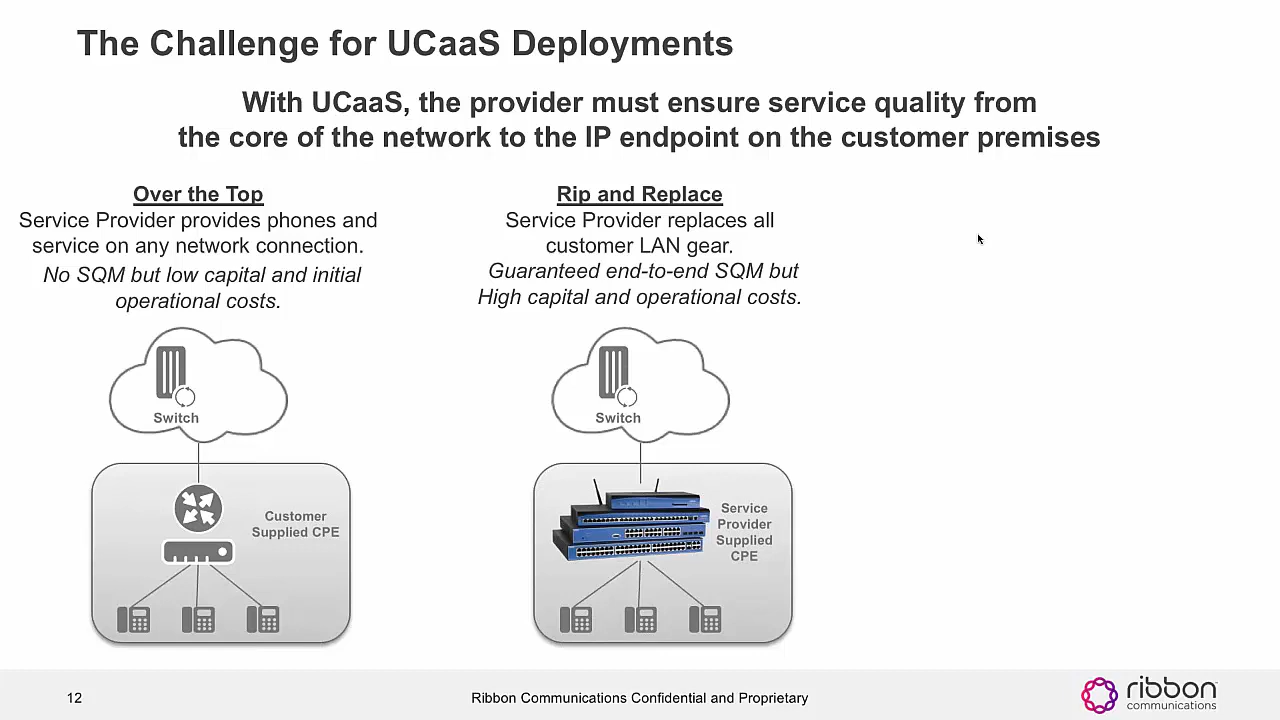 The Challenge for UCaaS Deployments
With UCaaS, the provider must ensure service quality from
the core of the network to the IP endpoint on the customer premises
Over the Top
Service Provider provides phones and
service on any network connection.
No SQM but low capital and initial
operational costs.
Switch
Customer
Supplied CPE
Rip and Replace
Service Provider replaces all
customer LAN gear.
Guaranteed end-to-end SQM but
High capital and operational costs.
Switch
Service
Provider
Supplied
CPE
12
Ribbon Communications Confidential and Proprietary
ribbon
communications